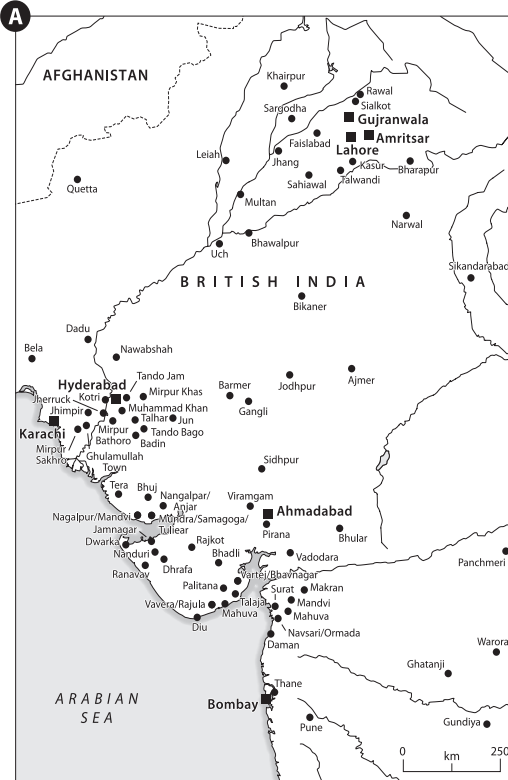 A
AFGHANISTAN
Khairpur
Rawal
Sialkot
Sargodha
Gujranwala
Faislabad
Amritsar
Lahore
Leiah
Jhang
Kasur
Bharapur
Sahiawal
Talwandi
Quetta
Multan
Narwal
Bhawalpur
Uch
Sikandarabad
BRITISH INDIA
Bikaner
Dadu
Bela
Nawabshah
Tando Jam
Jodhpur
Ajmer
Hyderabad
Mirpur Khas
Barmer
Jherruck
Kotri
Gangli
Jhimpir
Muhammad Khan
Talhar
Jun
Karachi
Mirpur
Bathoro
Tando Bago
Badin
Mirpur
Sakhro
Ghulamullah
Town
Sidhpur
Tera
Bhuj
Nangalpar/
Anjar
Viramgam
Ahmadabad
Nagalpur/Mandvi
Mundra/Samagoga/
Tuliear
Jamnagar
Pirana
Bhular
Dwarka
Rajkot
Nanduri
Bhadli
Vadodara
Panchmeri
Ranavav
Dhrafa
Vartej/Bhavnagar
Palitana
Surat
Makran
Mandvi
Vavera/Rajula
Talaja
Mahuva
Mahuva
Diu
Navsari/Ormada
Daman
Warora
Ghatanji
ARABIAN
SEA
Thane
Bombay
Pune
Gundiya
0
km
250